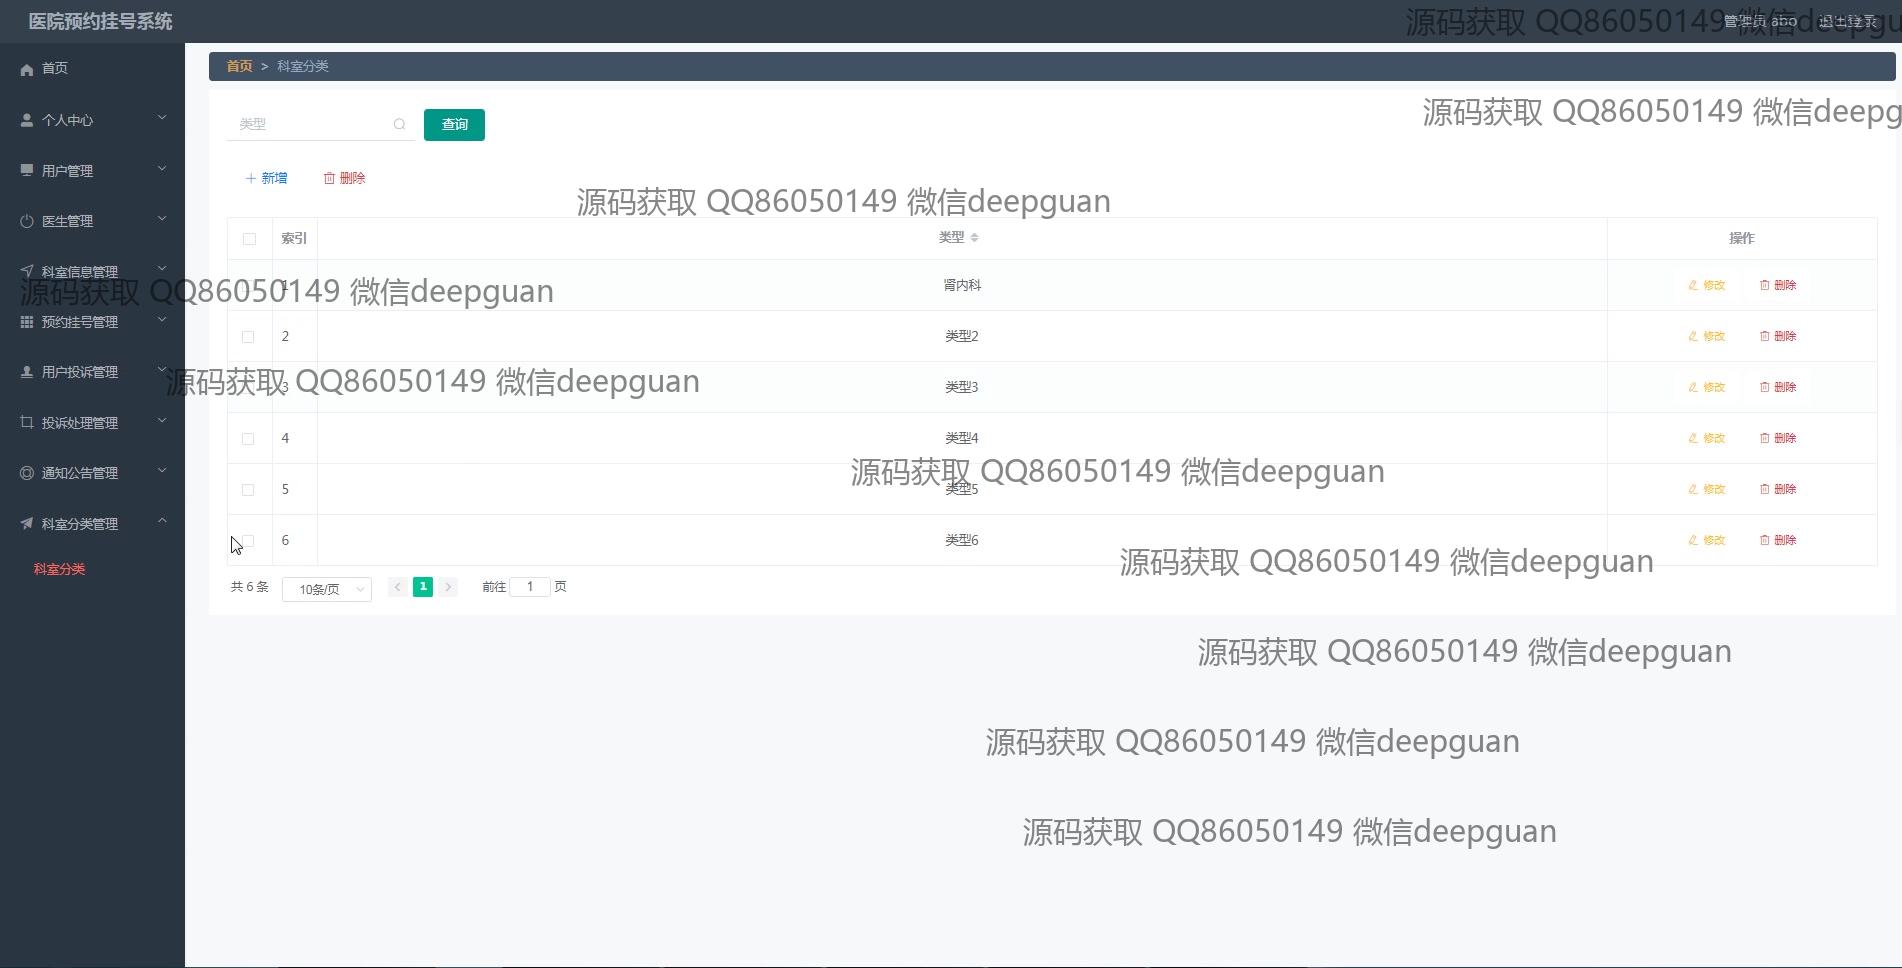 医院预约挂号系统
管理员 abo 退出登录
源码获取 QQ86050149 微信deepgu
首页
个人中心
用户管理
医生管理
科室信息管理
预约挂号管理
用户投诉管理
投诉处理管理
通知公告管理
科室分类管理
科室分类
首页 > 科室分类
源码获取 QQ86050149 微信deepg
类型 查询
新增 删除
源码获取 QQ86050149 微信deepguan
索引 类型 操作
1 肾内科 修改 删除
源码获取 QQ86050149 微信deepguan
2 类型2 修改 删除
3 类型3 修改 删除
源码获取 QQ86050149 微信deepguan
4 类型4 修改 删除
源码获取 QQ86050149 微信deepguan
5 类型5 修改 删除
6 类型6 修改 删除
源码获取 QQ86050149 微信deepguan
共 6 条 10条/页 < 1 > 前往 1 页
源码获取 QQ86050149 微信deepguan
源码获取 QQ86050149 微信deepguan
源码获取 QQ86050149 微信deepguan